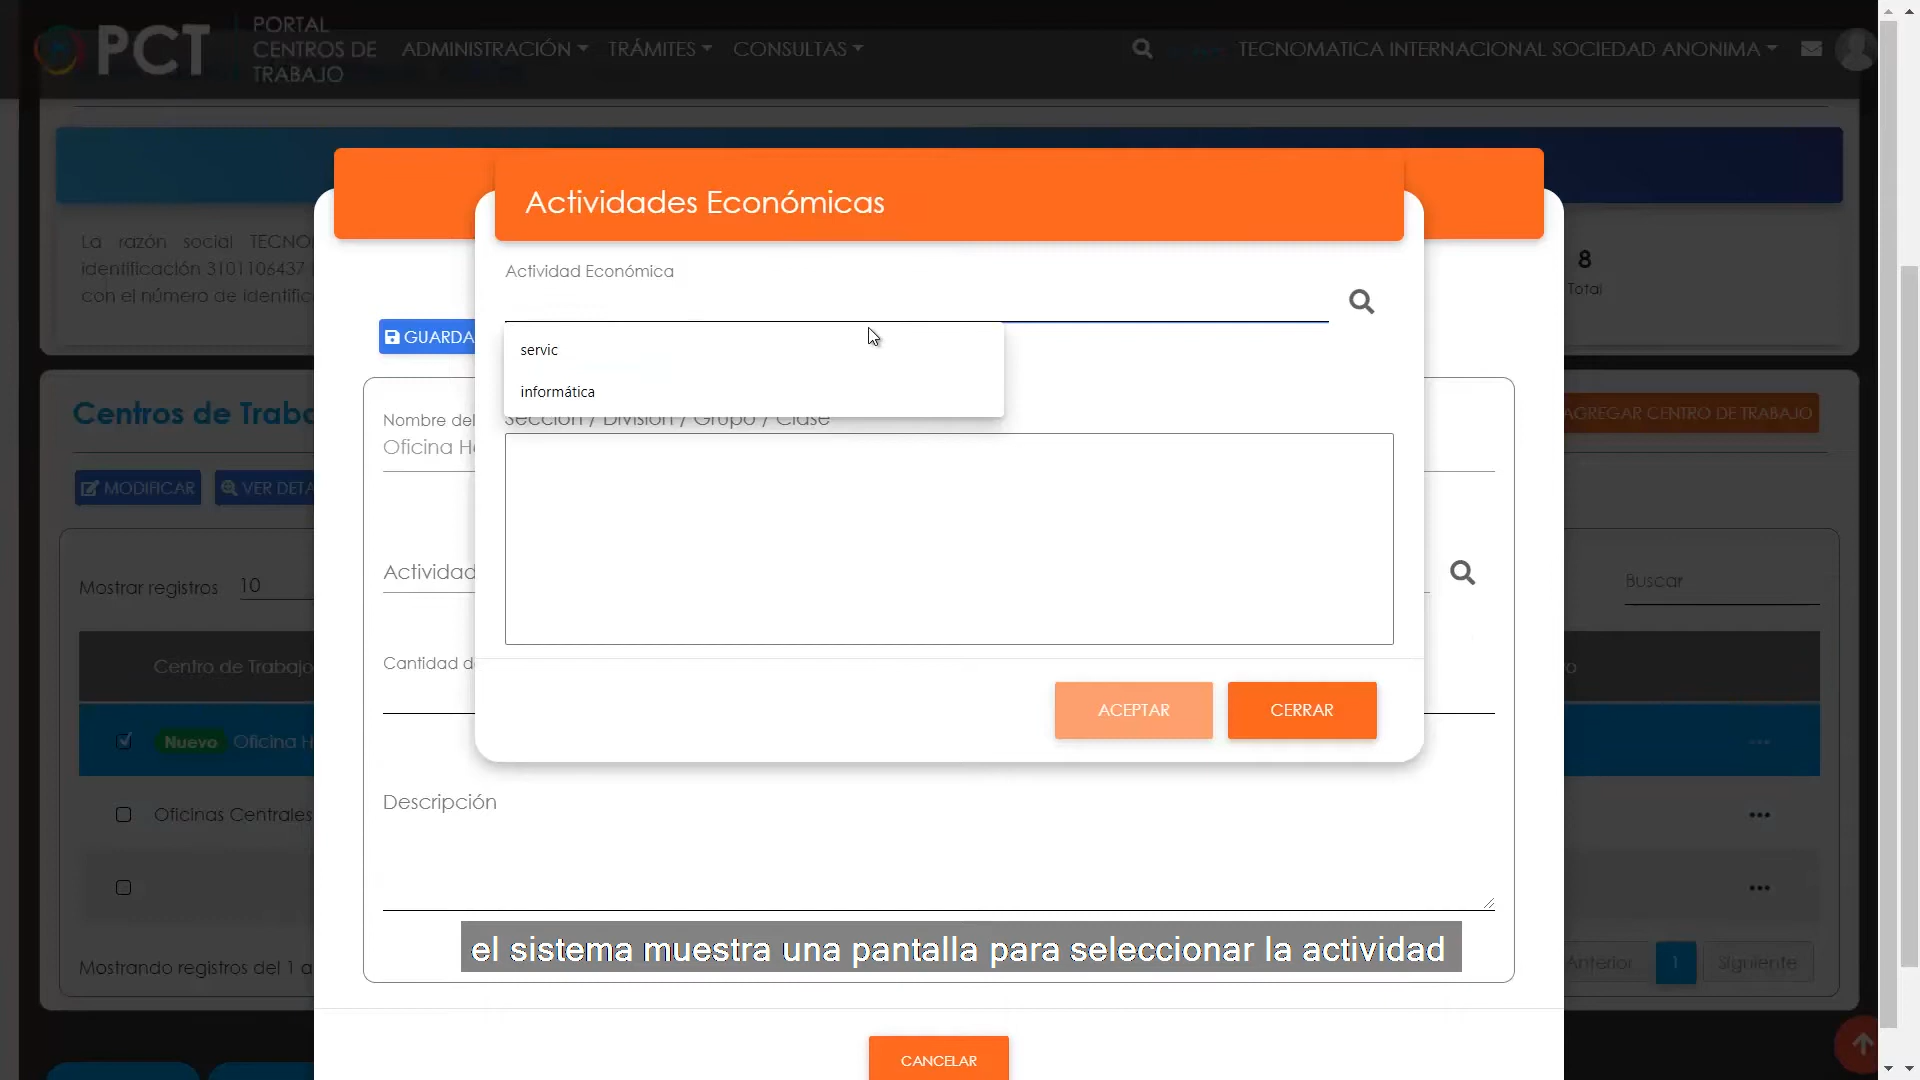 PCT
PORTAL
CENTROS DE
TRABAJO
ADMINISTRACIÓN
TRÁMITES
CONSULTAS
TECNOMATICA INTERNACIONAL SOCIEDAD ANONIMA
Actividades Económicas
La razón social TECNO
identificación 3101106437
con el número de identific
8
Total
Actividad Económica
GUARDA
servic
informática
Sección / División / Grupo / Clase
Centros de Traba
AGREGAR CENTRO DE TRABAJO
Nombre del
Oficina H
MODIFICAR
VER DETA
Actividad
Mostrar registros 10
Buscar
Centro de Trabajo
Cantidad d
ACEPTAR
CERRAR
Nuevo Oficina H
Descripción
Oficinas Centrales
el sistema muestra una pantalla para seleccionar la actividad
Mostrando registros del 1 a
Anterior
1
Siguiente
CANCELAR